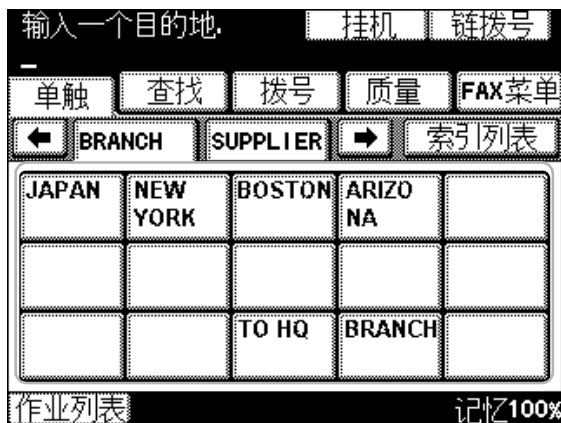 输入一个目的地. 挂机 链拨号
单触 查找 拨号 质量 FAX菜单
BRANCH SUPPLIER 索引列表
JAPAN NEW BOSTON ARIZO
YORK NA
TO HQ BRANCH
作业列表 记忆100%